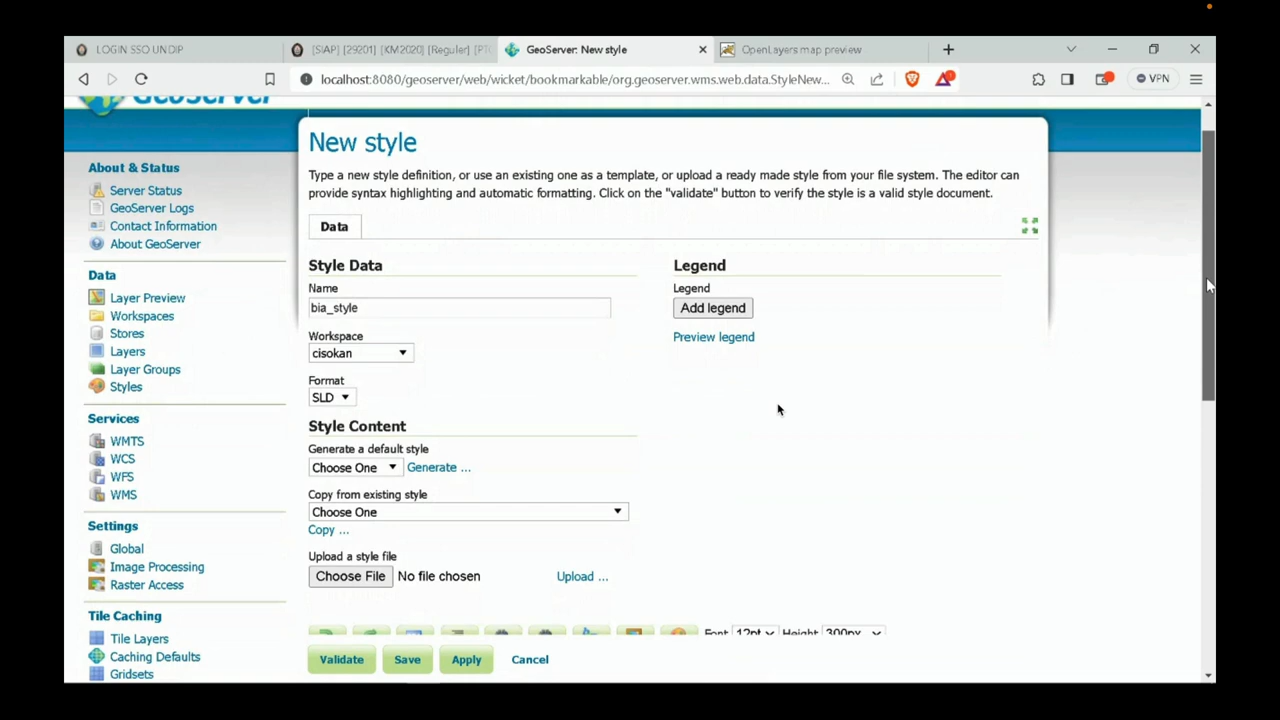 LOGIN SSO UNDIP
[SIAP] [29201] [KM2020] [Reguler] [PT
GeoServer: New style
OpenLayers map preview
localhost:8080/geoserver/web/wicket/bookmarkable/org.geoserver.wms.web.data.StyleNew...
VPN
GeoServer
New style
Type a new style definition, or use an existing one as a template, or upload a ready made style from your file system. The editor can
provide syntax highlighting and automatic formatting. Click on the "validate" button to verify the style is a valid style document.
Data
About & Status
Server Status
GeoServer Logs
Contact Information
About GeoServer
Data
Layer Preview
Workspaces
Stores
Layers
Layer Groups
Styles
Services
WMTS
WCS
WFS
WMS
Settings
Global
Image Processing
Raster Access
Tile Caching
Tile Layers
Caching Defaults
Gridsets
Style Data
Name
bia_style
Workspace
cisokan
Format
SLD
Legend
Legend
Add legend
Preview legend
Style Content
Generate a default style
Choose One Generate ...
Copy from existing style
Choose One
Copy ...
Upload a style file
Choose File No file chosen Upload ...
Font 12pt Height 300px
Validate Save Apply Cancel